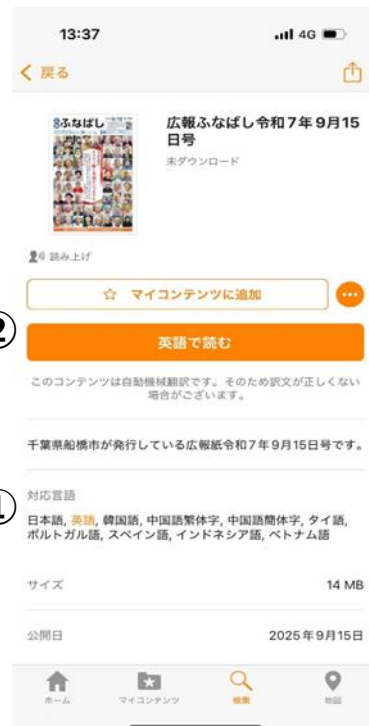 13:37
4G
戻る
ふなばし
広報ふなばし令和7年9月15
日号
未ダウンロード
読み上げ
☆ マイコンテンツに追加
②
英語で読む
このコンテンツは自動機械翻訳です。そのため訳文が正しくない
場合がございます。
千葉県船橋市が発行している広報紙令和7年9月15日号です。
対応言語
①
日本語, 英語, 韓国語, 中国語繁体字, 中国語簡体字, タイ語,
ポルトガル語, スペイン語, インドネシア語, ベトナム語
サイズ
14 MB
公開日
2025年9月15日
ホーム
マイコンテンツ
検索
地図